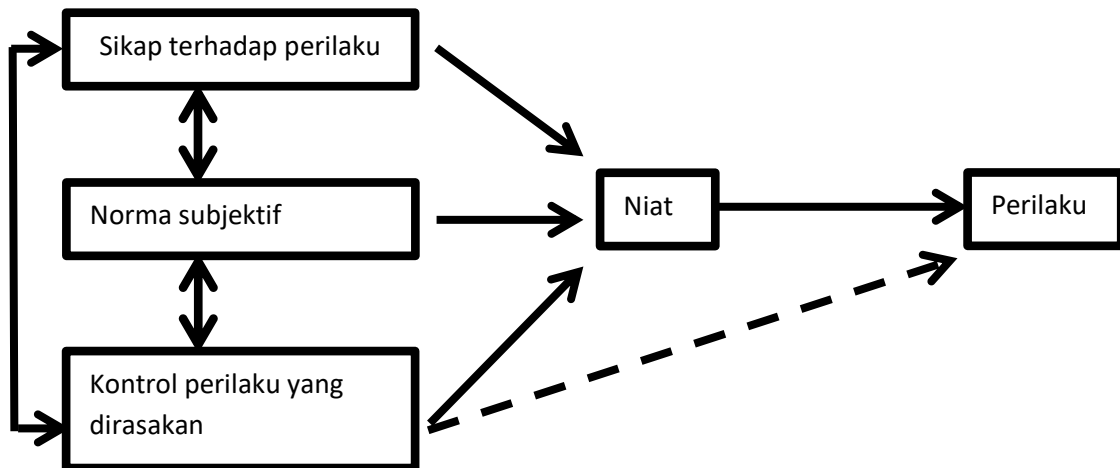 Sikap terhadap perilaku
Norma subjektif
Niat
Perilaku
Kontrol perilaku yang
dirasakan